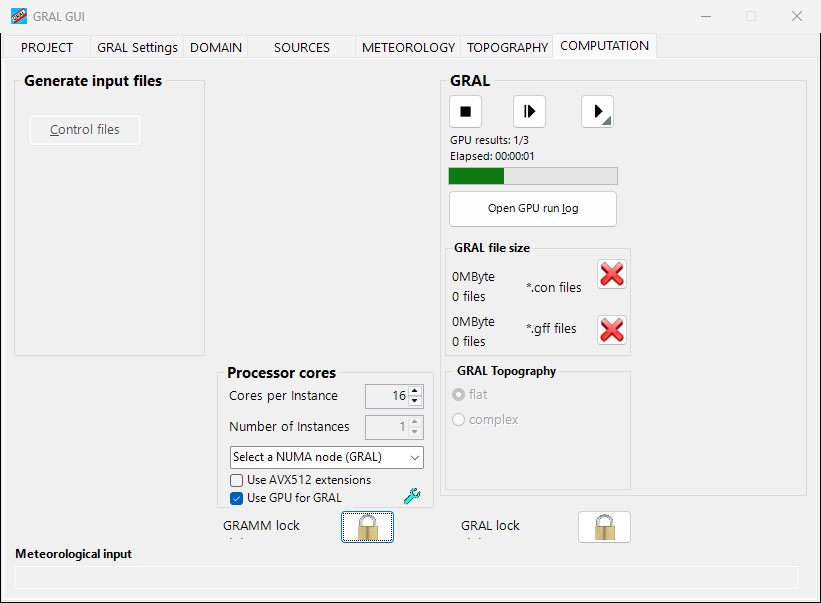 GRAL GUI
PROJECT
GRAL Settings
DOMAIN
SOURCES
METEOROLOGY
TOPOGRAPHY
COMPUTATION
Generate input files
Control files
GRAL
GPU results: 1/3
Elapsed: 00:00:01
Open GPU run log
GRAL file size
0MByte
0 files
*.con files
0MByte
0 files
*.gff files
Processor cores
Cores per Instance
16
Number of Instances
1
Select a NUMA node (GRAL)
Use AVX512 extensions
Use GPU for GRAL
GRAL Topography
flat
complex
GRAMM lock
GRAL lock
Meteorological input